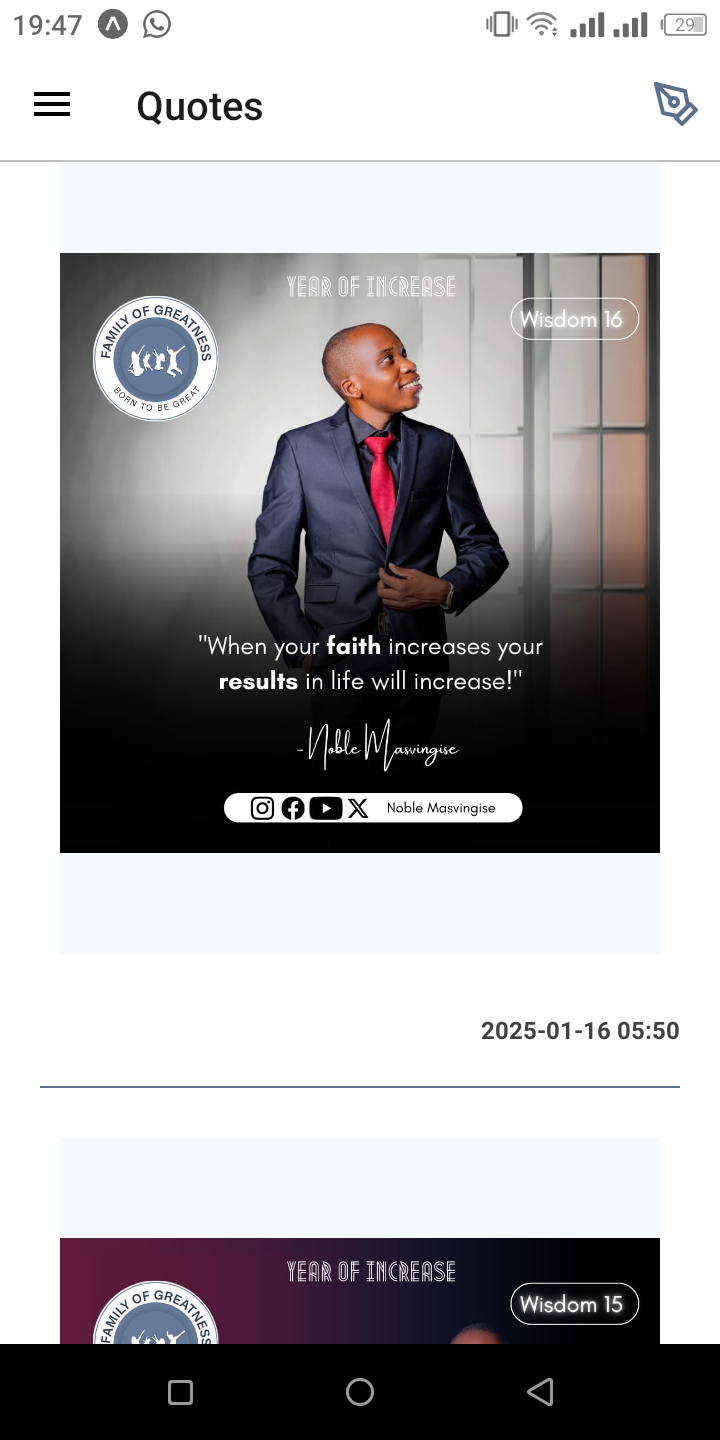 19:47
29
Quotes
YEAR OF INCREASE
FAMILY OF GREATNESS
BORN TO BE GREAT
Wisdom 16
"When your faith increases your
results in life will increase!"
-Noble Masvingise
Noble Masvingise
2025-01-16 05:50
YEAR OF INCREASE
FAMILY OF GREATNESS
Wisdom 15